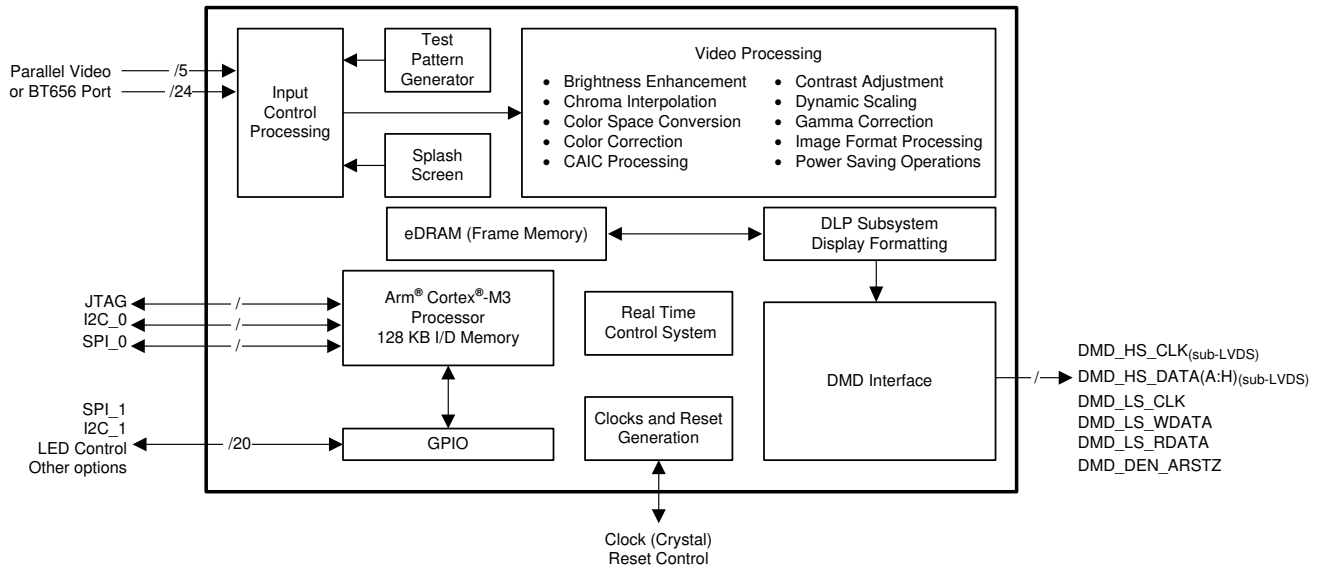 Parallel Video
or BT656 Port
/5
/24
Input
Control
Processing
Test
Pattern
Generator
Splash
Screen
Video Processing
• Brightness Enhancement
• Chroma Interpolation
• Color Space Conversion
• Color Correction
• CAIC Processing
• Contrast Adjustment
• Dynamic Scaling
• Gamma Correction
• Image Format Processing
• Power Saving Operations
eDRAM (Frame Memory)
DLP Subsystem
Display Formatting
JTAG
I2C_0
SPI_0
/
/
/
Arm® Cortex®-M3
Processor
128 KB I/D Memory
Real Time
Control System
DMD Interface
/
DMD_HS_CLK(sub-LVDS)
DMD_HS_DATA(A:H)(sub-LVDS)
DMD_LS_CLK
DMD_LS_WDATA
DMD_LS_RDATA
DMD_DEN_ARSTZ
SPI_1
I2C_1
LED Control
Other options
/20
GPIO
Clocks and Reset
Generation
Clock (Crystal)
Reset Control